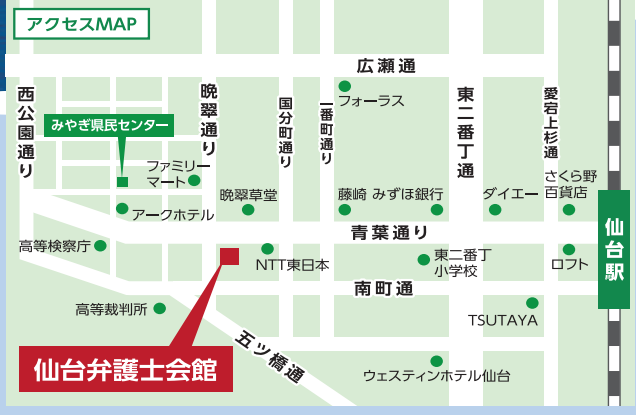 アクセスMAP
広瀬通
西公園通り
晩翠通り
国分町通り
一番町通り
東二番丁通
愛宕上杉通
フォーラス
みやぎ県民センター
ファミリー
マート
さくら野
百貨店
晩翠草堂
藤崎
みずほ銀行
ダイエー
アークホテル
青葉通り
仙台駅
高等検察庁
NTT東日本
東二番丁
小学校
ロフト
南町通
高等裁判所
TSUTAYA
五ツ橋通
仙台弁護士会館
ウェスティンホテル仙台